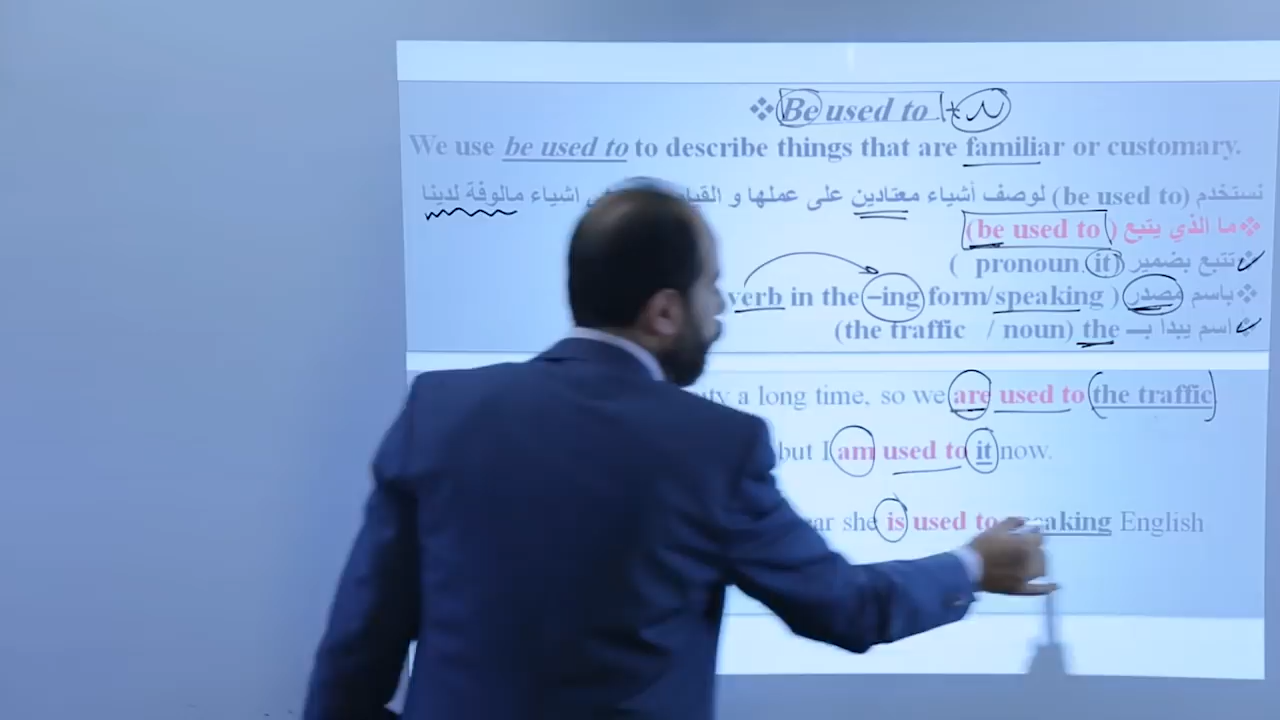 ❖ Be used to + N
We use be used to to describe things that are familiar or customary.
نستخدم (be used to) لوصف أشياء معتادين على عملها و اشياء مالوفة لدينا
❖ما الذي يتبع ( be used to)
تتبع بضمير pronoun, it) )
❖ باسم مصدر ( verb in the –ing form/speaking
اسم يبدا بـ the (the traffic / noun)
a long time, so we are used to the traffic
but I am used to it now.
she is used to English